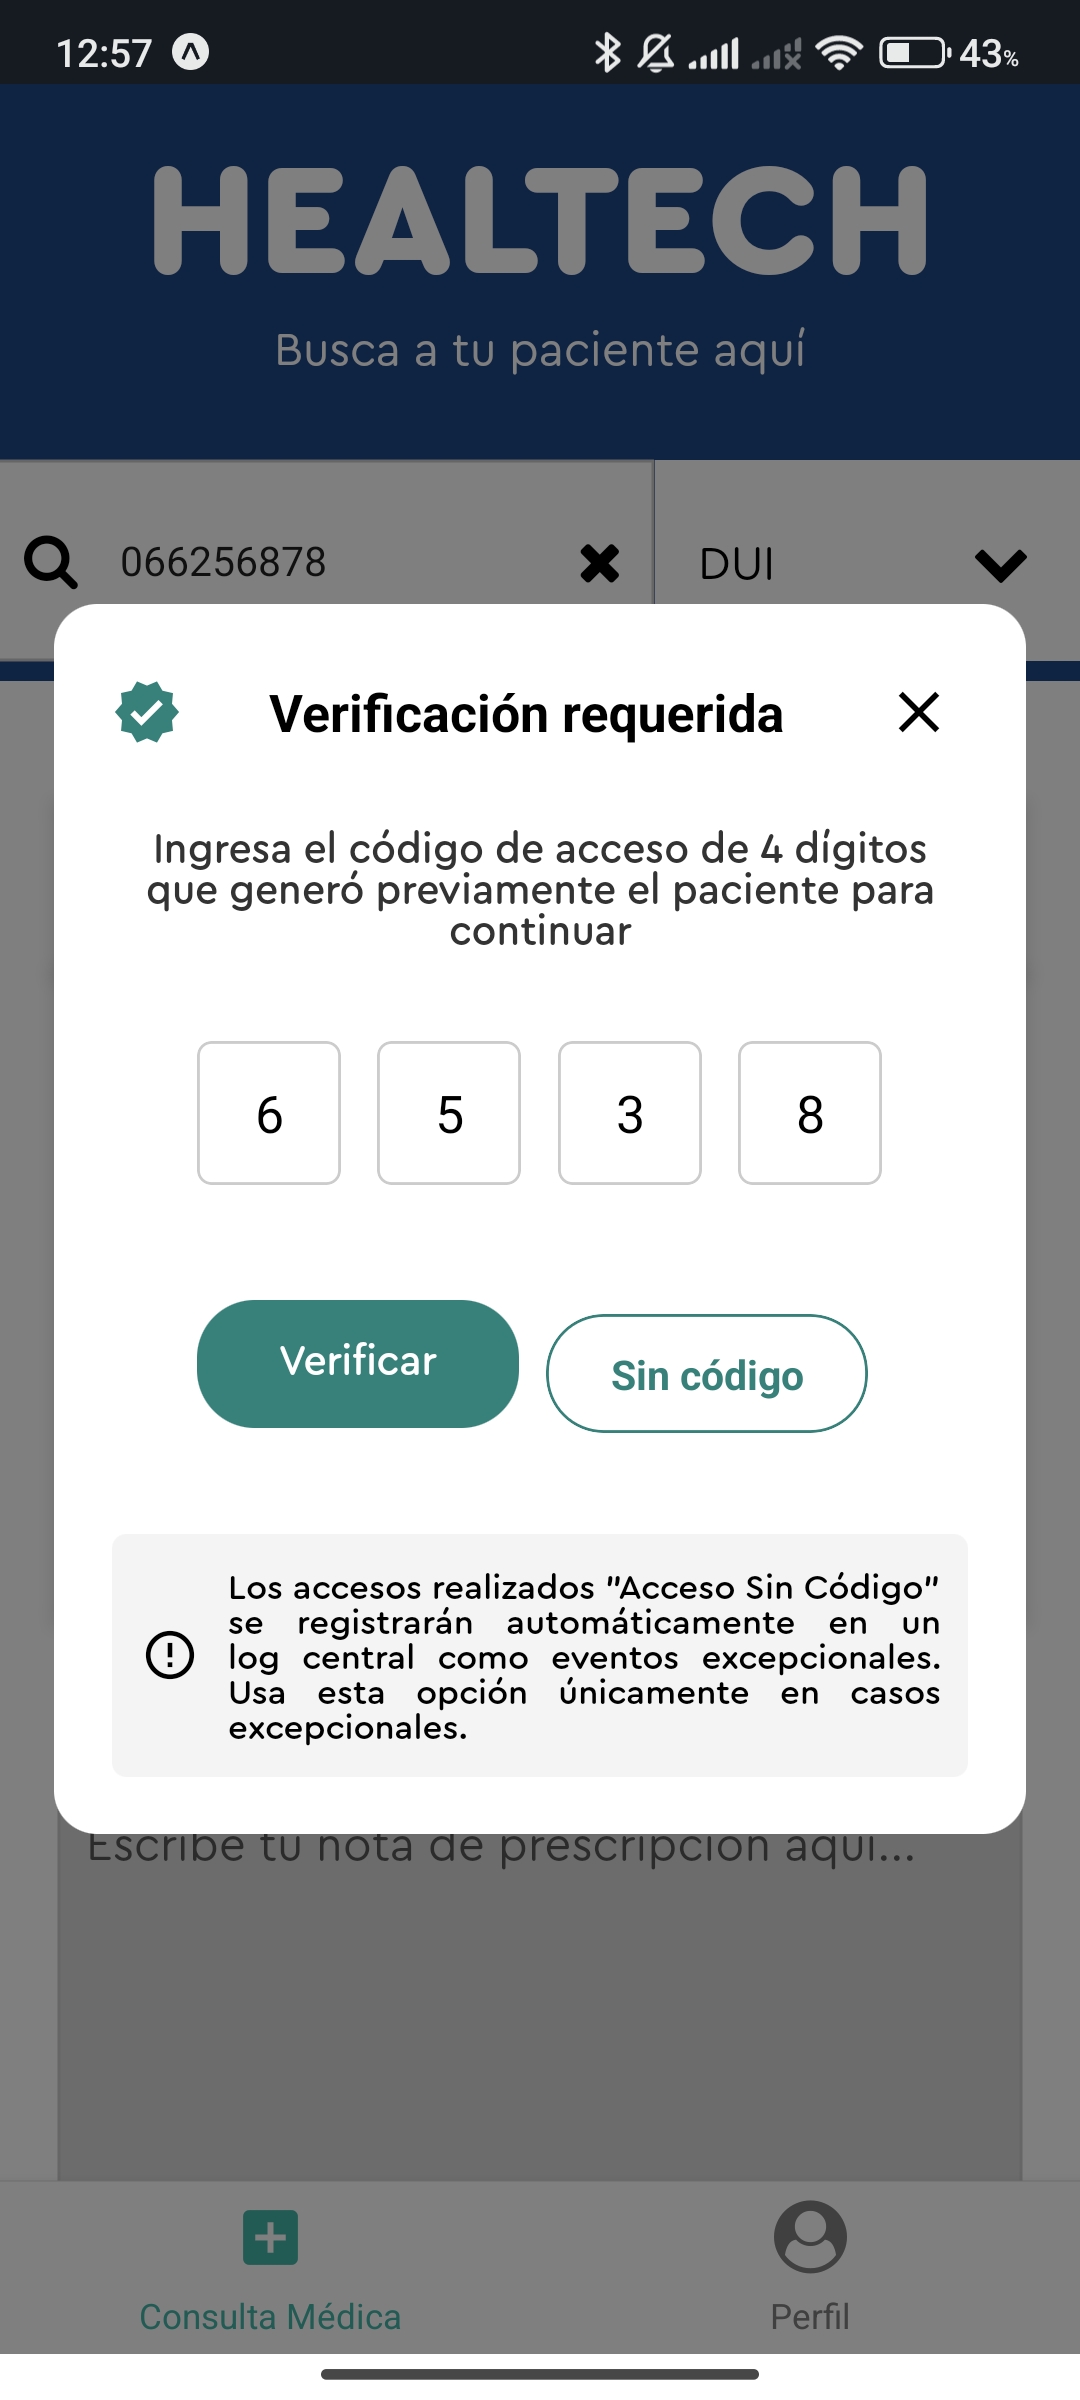 12:57
43%
HEALTECH
Busca a tu paciente aquí
066256878
DUI
Verificación requerida
Ingresa el código de acceso de 4 dígitos
que generó previamente el paciente para
continuar
6 5 3 8
Verificar
Sin código
Los accesos realizados "Acceso Sin Código"
se registrarán automáticamente en un
log central como eventos excepcionales.
Usa esta opción únicamente en casos
excepcionales.
Escribe tu nota de prescripción aquí...
Consulta Médica
Perfil